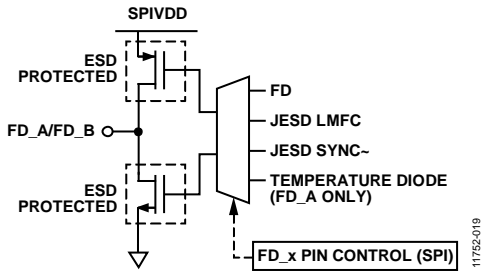 SPIVDD
ESD
PROTECTED
FD
JESD LMFC
FD_A/FD_B
JESD SYNC~
ESD
PROTECTED
TEMPERATURE DIODE
(FD_A ONLY)
FD_x PIN CONTROL (SPI)
11752-019